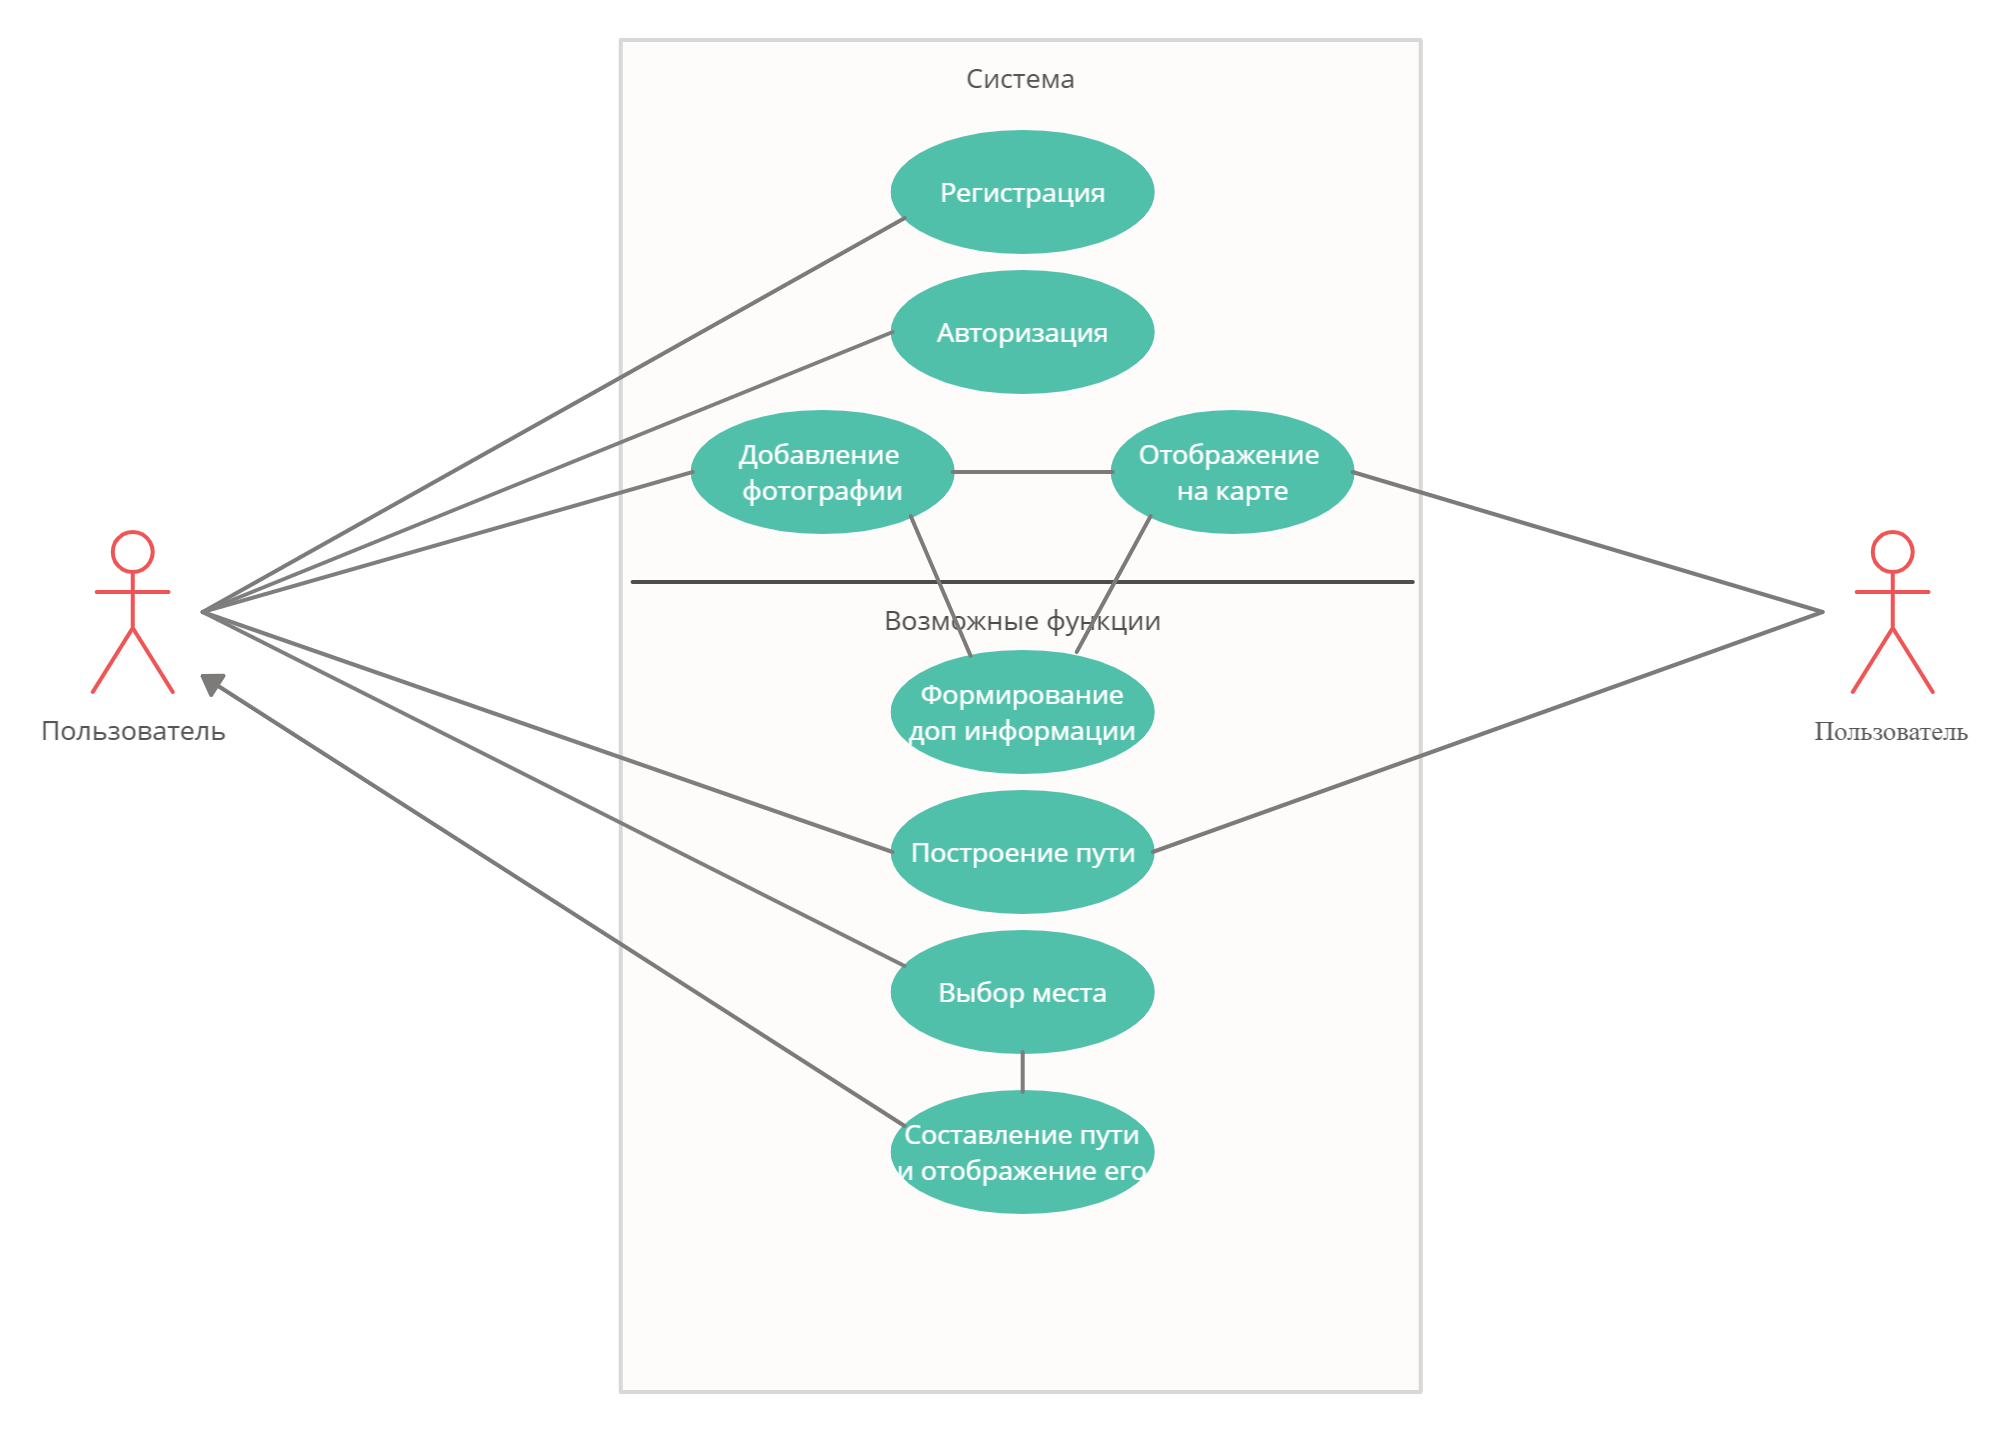 Система
Регистрация
Авторизация
Добавление
фотографии
Отображение
на карте
Возможные функции
Формирование
доп информации
Пользователь
Пользователь
Построение пути
Выбор места
Составление пути
и отображение его